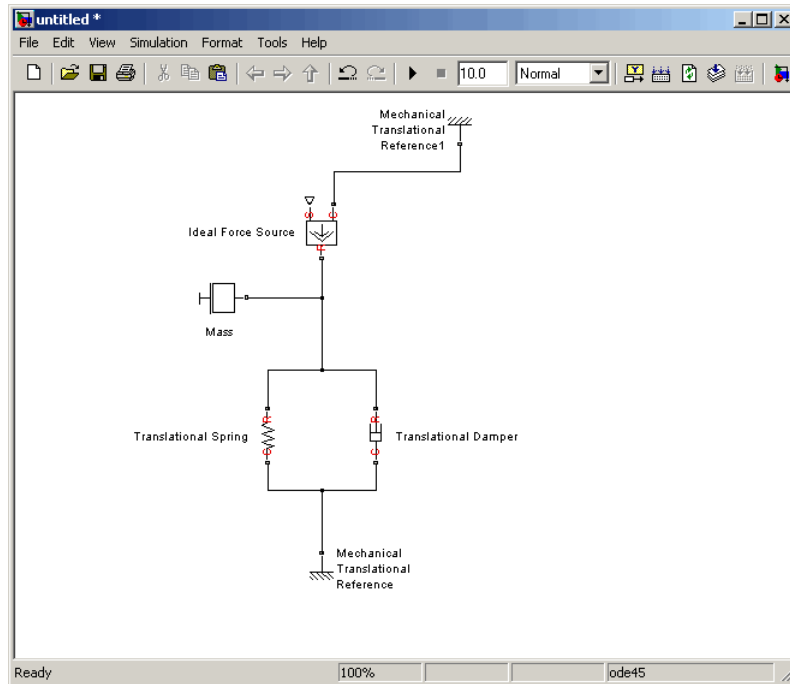 untitled *
File Edit View Simulation Format Tools Help
10.0 Normal
Mechanical
Translational
Reference1
S C
Ideal Force Source
R
Mass
R R
Translational Spring
Translational Damper
C C
Mechanical
Translational
Reference
Ready 100% ode45